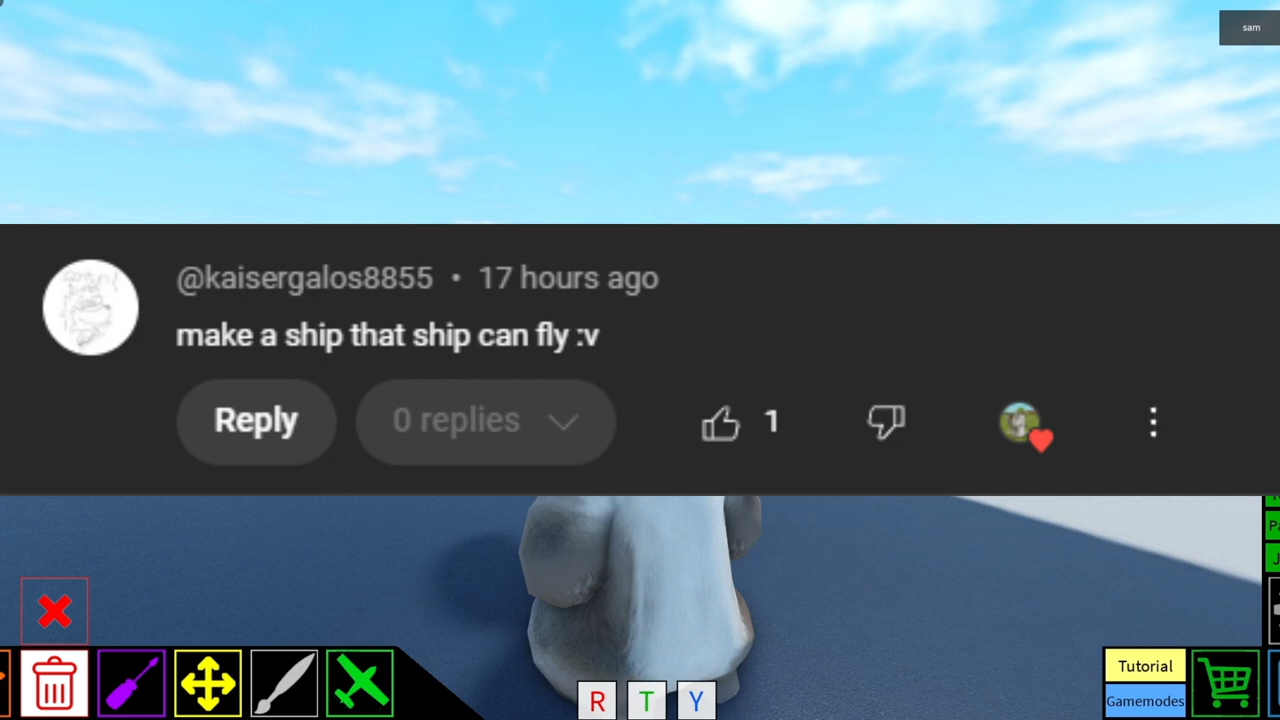 sam
@kaisergalos8855 • 17 hours ago
make a ship that ship can fly :v
Reply
0 replies
1
Tutorial
Gamemodes
R T Y